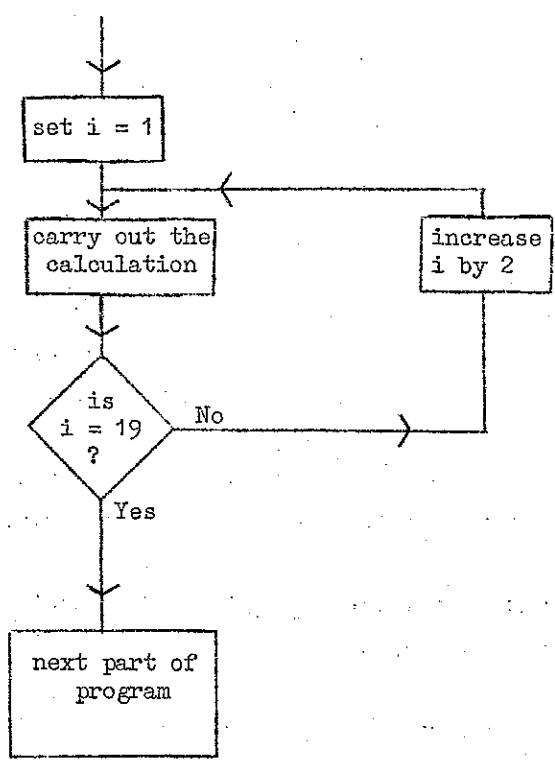 set i = 1
carry out the
calculation
increase
i by 2
is
i = 19
?
No
Yes
next part of
program